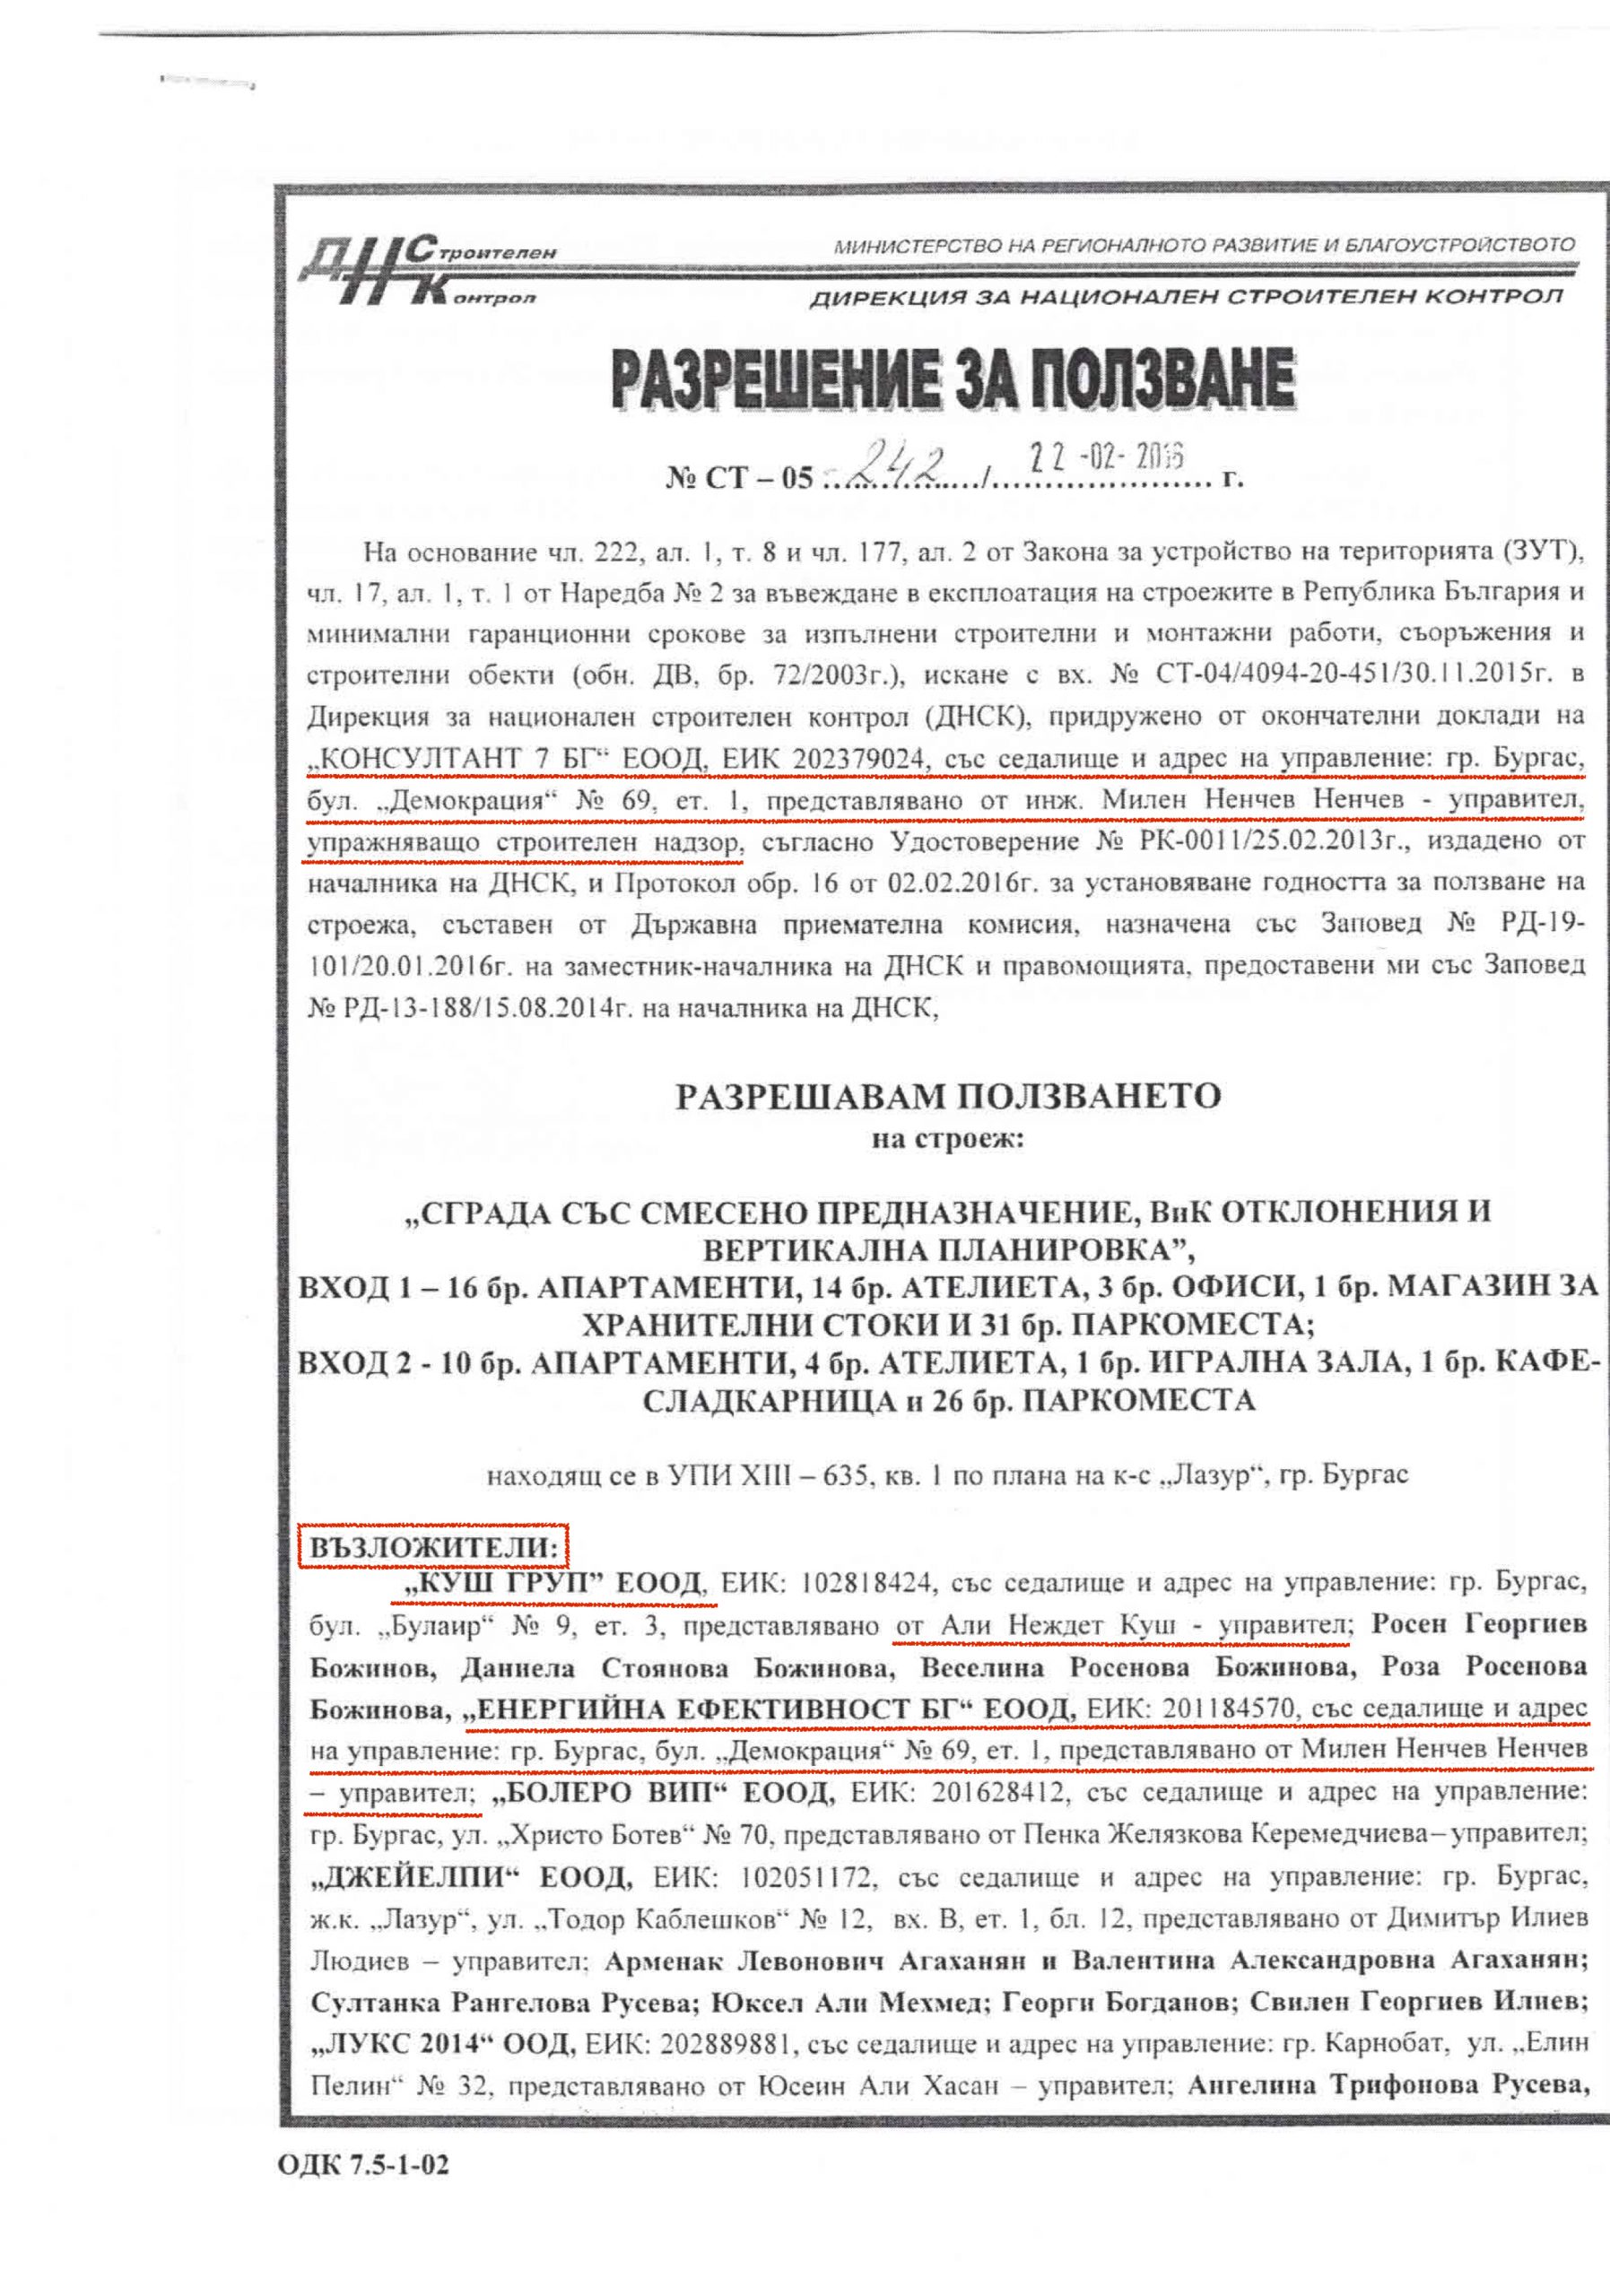 Строителен
Контрол
ДНСК
МИНИСТЕРСТВО НА РЕГИОНАЛНОТО РАЗВИТИЕ И БЛАГОУСТРОЙСТВОТО
ДИРЕКЦИЯ ЗА НАЦИОНАЛЕН СТРОИТЕЛЕН КОНТРОЛ
РАЗРЕШЕНИЕ ЗА ПОЛЗВАНЕ
№ СТ – 05 242 / 22 -02- 2016 г.
На основание чл. 222, ал. 1, т. 8 и чл. 177, ал. 2 от Закона за устройство на територията (ЗУТ),
чл. 17, ал. 1, т. 1 от Наредба № 2 за въвеждане в експлоатация на строежите в Република България и
минимални гаранционни срокове за изпълнени строителни и монтажни работи, съоръжения и
строителни обекти (обн. ДВ, бр. 72/2003г.), искане с вх. № СТ-04/4094-20-451/30.11.2015г. в
Дирекция за национален строителен контрол (ДНСК), придружено от окончателни доклади на
„КОНСУЛТАНТ 7 БГ“ ЕООД, ЕИК 202379024, със седалище и адрес на управление: гр. Бургас,
бул. „Демокрация“ № 69, ет. 1, представлявано от инж. Милен Ненчев Ненчев - управител,
упражняващо строителен надзор, съгласно Удостоверение № РК-0011/25.02.2013г., издадено от
началника на ДНСК, и Протокол обр. 16 от 02.02.2016г. за установяване годността за ползване на
строежа, съставен от Държавна приемателна комисия, назначена със Заповед № РД-19-
101/20.01.2016г. на заместник-началника на ДНСК и правомощията, предоставени ми със Заповед
№ РД-13-188/15.08.2014г. на началника на ДНСК,
РАЗРЕШАВАМ ПОЛЗВАНЕТО
на строеж:
„СГРАДА СЪС СМЕСЕНО ПРЕДНАЗНАЧЕНИЕ, ВиК ОТКЛОНЕНИЯ И
ВЕРТИКАЛНА ПЛАНИРОВКА”,
ВХОД 1 – 16 бр. АПАРТАМЕНТИ, 14 бр. АТЕЛИЕТА, 3 бр. ОФИСИ, 1 бр. МАГАЗИН ЗА
ХРАНИТЕЛНИ СТОКИ И 31 бр. ПАРКОМЕСТА;
ВХОД 2 - 10 бр. АПАРТАМЕНТИ, 4 бр. АТЕЛИЕТА, 1 бр. ИГРАЛНА ЗАЛА, 1 бр. КАФЕ-
СЛАДКАРНИЦА и 26 бр. ПАРКОМЕСТА
находящ се в УПИ XIII – 635, кв. 1 по плана на к-с „Лазур“, гр. Бургас
ВЪЗЛОЖИТЕЛИ:
„КУШ ГРУП” ЕООД, ЕИК: 102818424, със седалище и адрес на управление: гр. Бургас,
бул. „Булаир“ № 9, ет. 3, представлявано от Али Неждет Куш - управител; Росен Георгиев
Божинов, Даниела Стоянова Божинова, Веселина Росенова Божинова, Роза Росенова
Божинова, „ЕНЕРГИЙНА ЕФЕКТИВНОСТ БГ“ ЕООД, ЕИК: 201184570, със седалище и адрес
на управление: гр. Бургас, бул. „Демокрация“ № 69, ет. 1, представлявано от Милен Ненчев Ненчев
– управител; „БОЛЕРО ВИП“ ЕООД, ЕИК: 201628412, със седалище и адрес на управление:
гр. Бургас, ул. „Христо Ботев“ № 70, представлявано от Пенка Желязкова Керемедчиева–управител;
„ДЖЕЙЕЛПИ“ ЕООД, ЕИК: 102051172, със седалище и адрес на управление: гр. Бургас,
ж.к. „Лазур“, ул. „Тодор Каблешков“ № 12, вх. В, ет. 1, бл. 12, представлявано от Димитър Илиев
Людиев – управител; Арменак Левонович Агаханян и Валентина Александровна Агаханян;
Султанка Рангелова Русева; Юксел Али Мехмед; Георги Богданов; Свилен Георгиев Илиев;
„ЛУКС 2014“ ООД, ЕИК: 202889881, със седалище и адрес на управление: гр. Карнобат, ул. „Елин
Пелин“ № 32, представлявано от Юсеин Али Хасан – управител; Ангелина Трифонова Русева,
ОДК 7.5-1-02